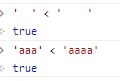 > '  ' < '    '
< true
> 'aaa' < 'aaaa'
< true